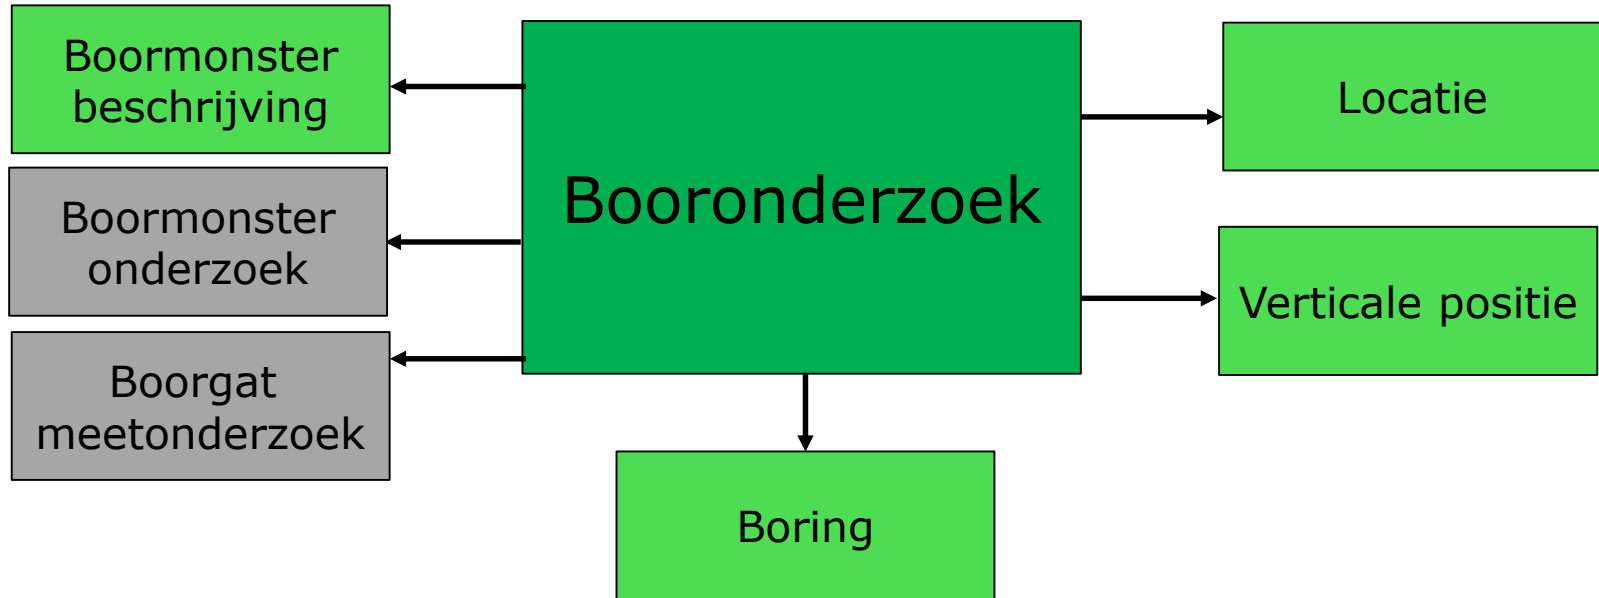 Boormonster
beschrijving
Boormonster
onderzoek
Boorgat
meetonderzoek
Booronderzoek
Boring
Locatie
Verticale positie